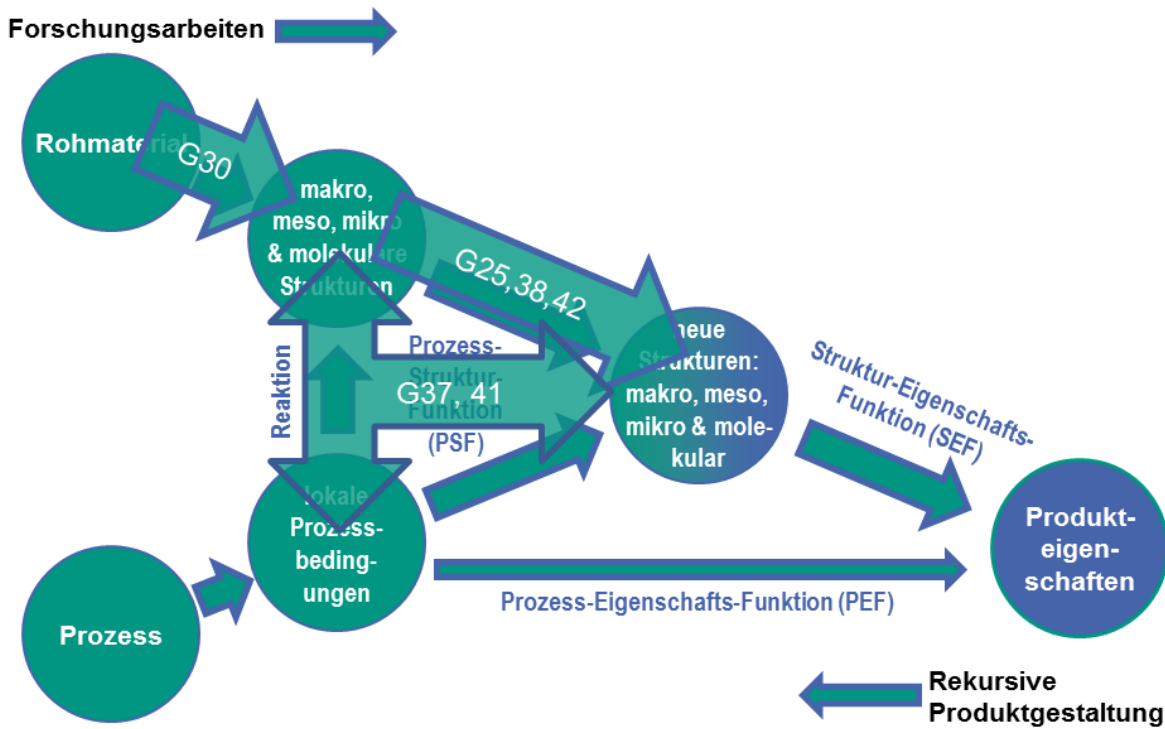 Forschungsarbeiten
Rohmaterial
G30
makro,
meso, mikro
& molekulare
Strukturen
G25,38,42
Reaktion
Prozess-
Struktur-
Funktion
(PSF)
G37, 41
neue
Strukturen:
makro, meso,
mikro & mole-
kular
Struktur-Eigenschafts-
Funktion (SEF)
lokale
Prozess-
beding-
ungen
Produkt-
eigen-
schaften
Prozess-Eigenschafts-Funktion (PEF)
Prozess
Rekursive
Produktgestaltung